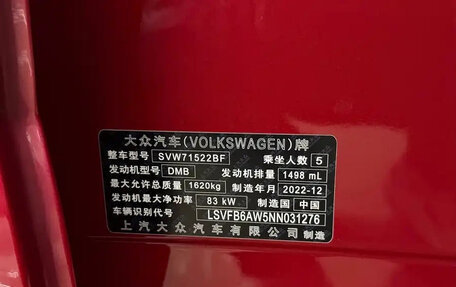 大众汽车(VOLKSWAGEN)牌
整车型号 SVW71522BF 乘坐人数 5
发动机型号 DMB 发动机排量 1498 mL
最大允许总质量 1620kg 制造年月 2022-12
发动机最大净功率 83 kW 制造国 中国
车辆识别代号 LSVFB6AW5NN031276
上汽大众汽车有限公司制造